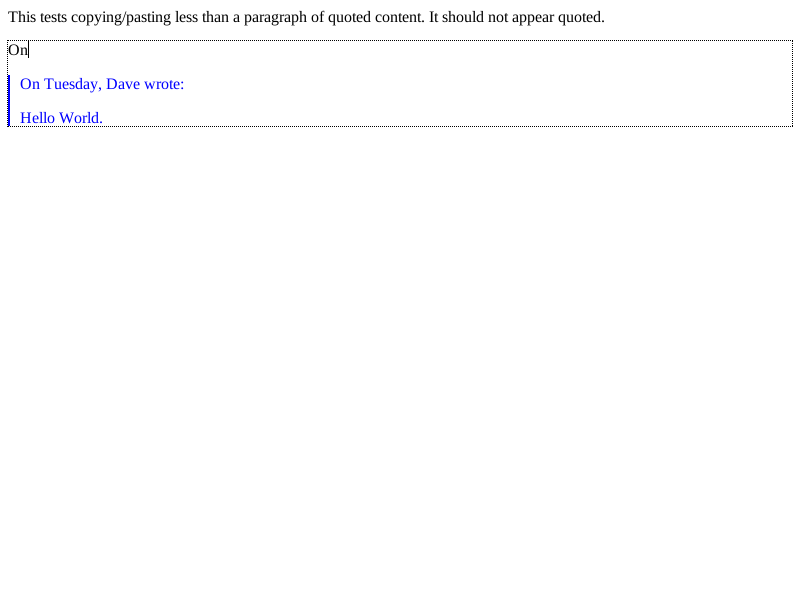 This tests copying/pasting less than a paragraph of quoted content. It should not appear quoted.
On
On Tuesday, Dave wrote:
Hello World.